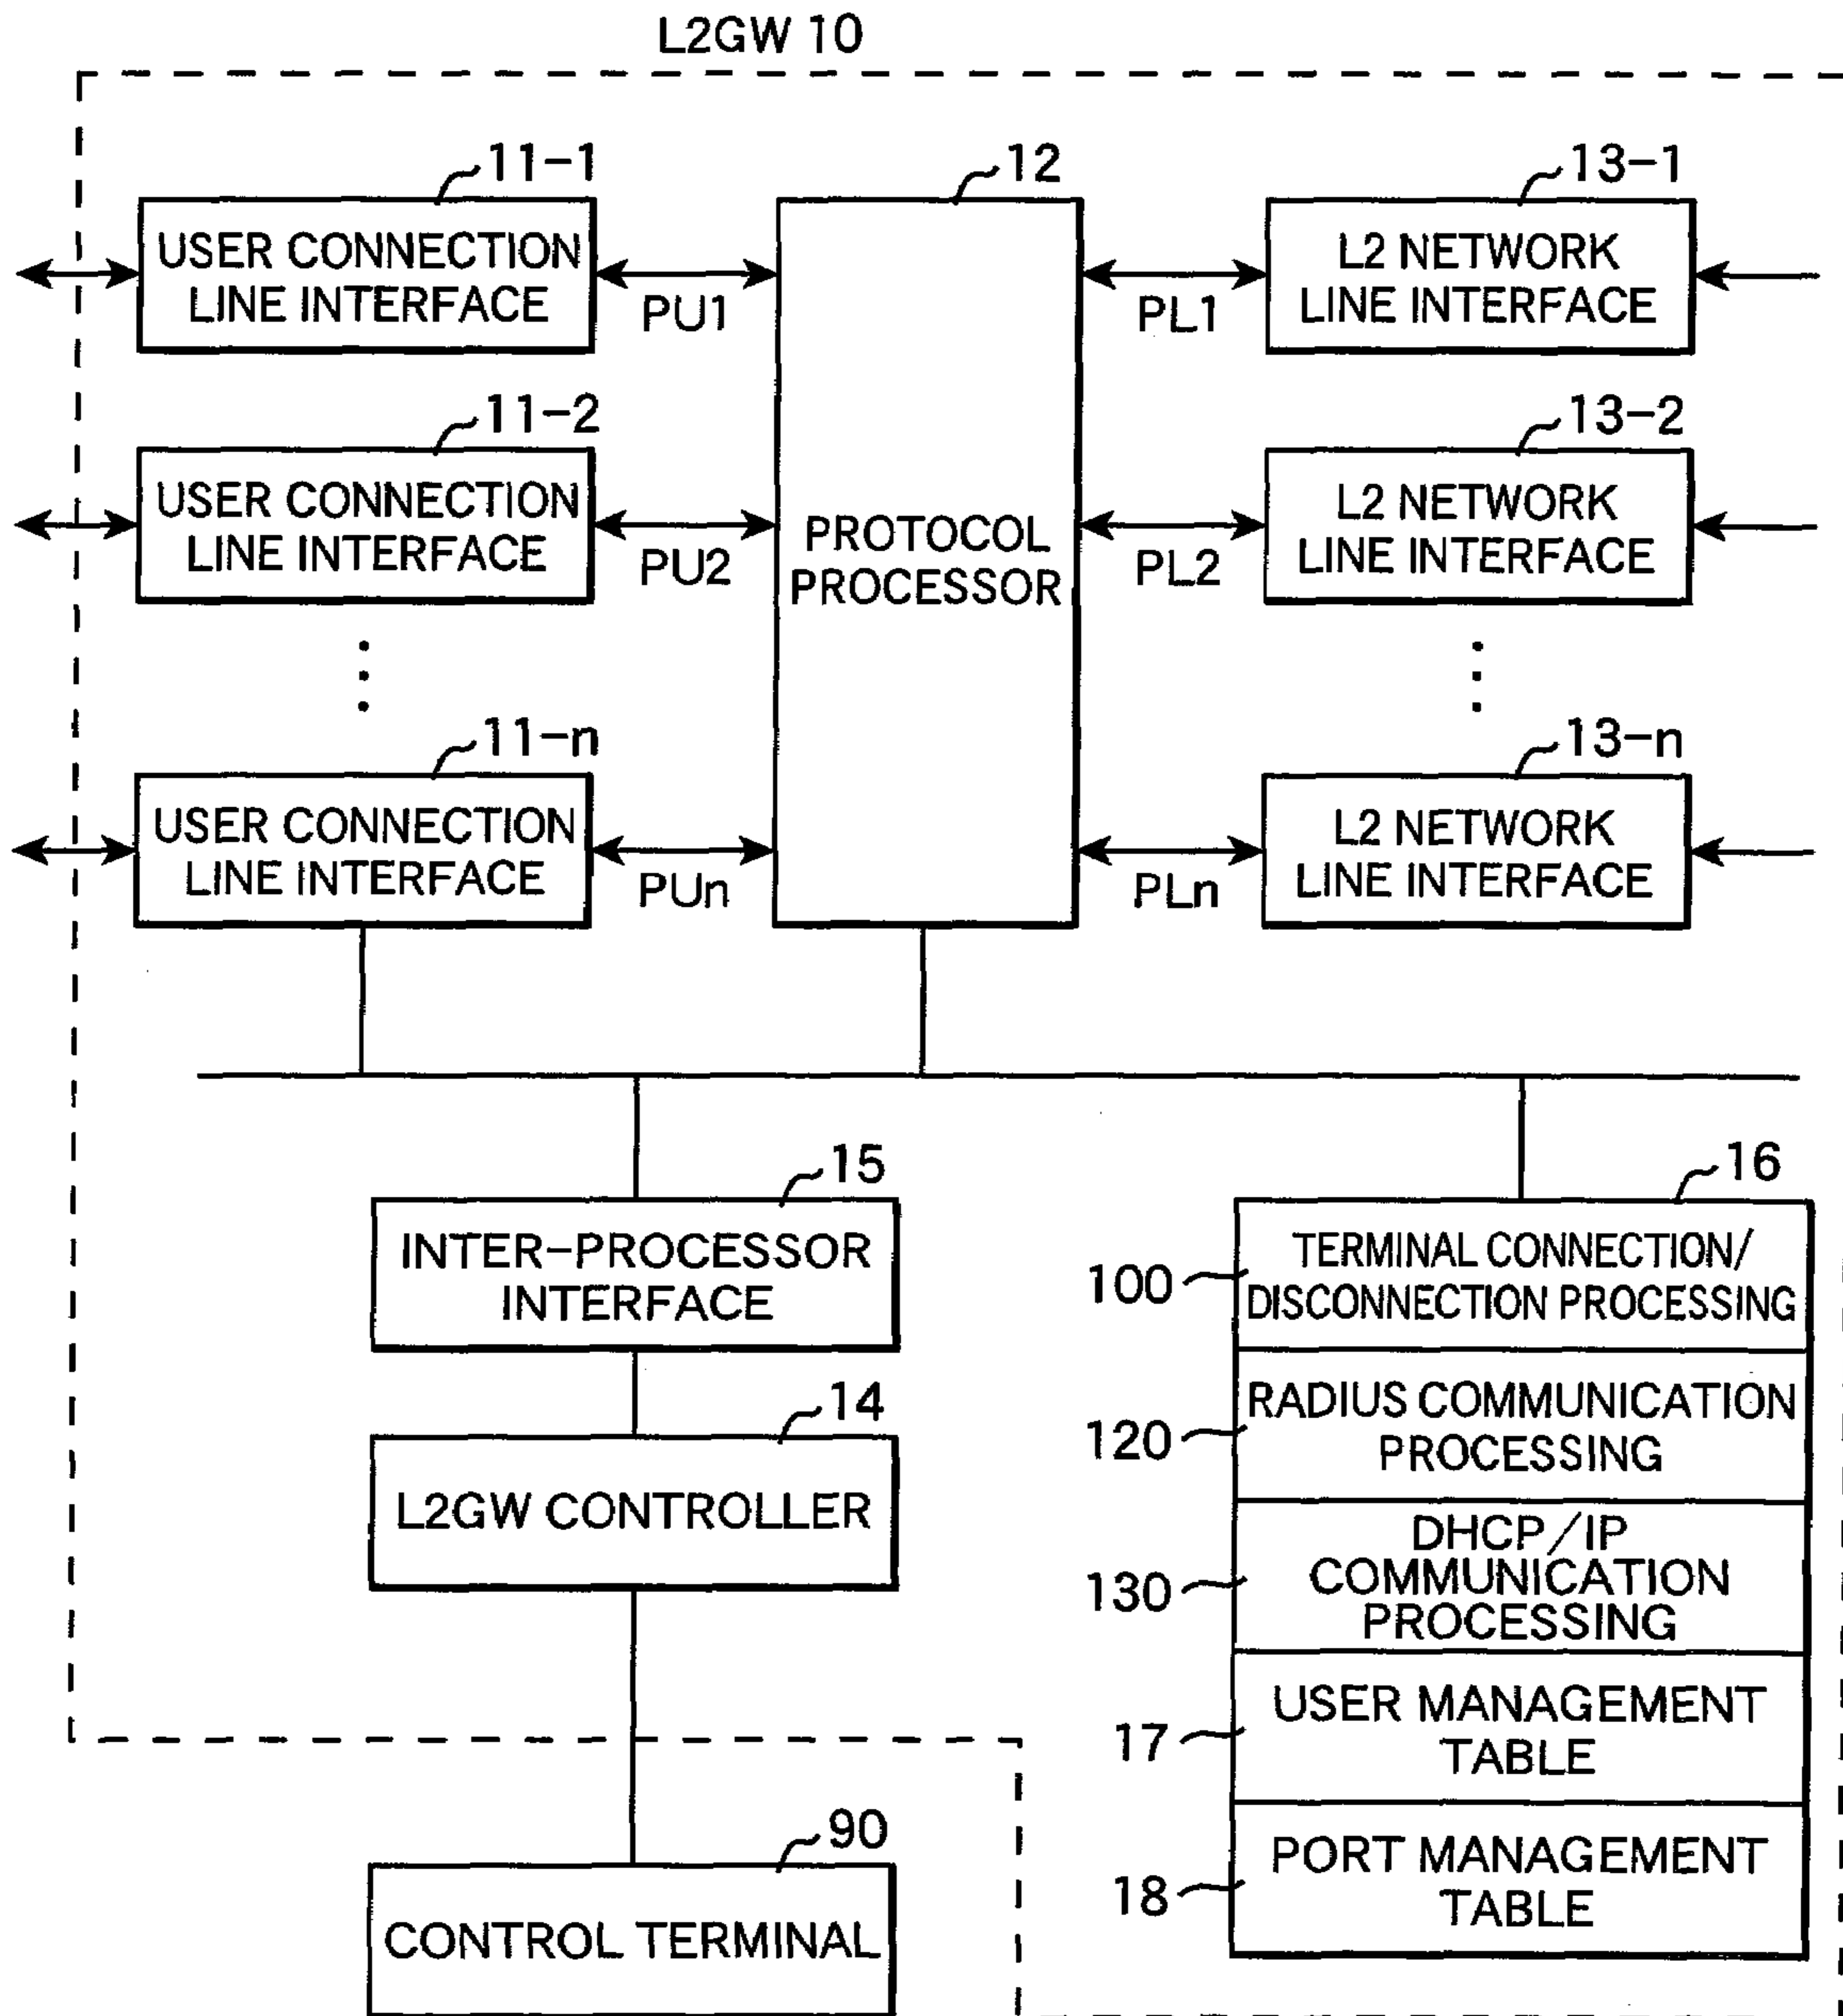 L2GW 10
11-1
12
13-1
USER CONNECTION
LINE INTERFACE
PU1
PL1
L2 NETWORK
LINE INTERFACE
11-2
13-2
USER CONNECTION
LINE INTERFACE
PU2
PROTOCOL
PROCESSOR
PL2
L2 NETWORK
LINE INTERFACE
11-n
13-n
USER CONNECTION
LINE INTERFACE
PUn
PLn
L2 NETWORK
LINE INTERFACE
15
INTER-PROCESSOR
INTERFACE
14
L2GW CONTROLLER
90
CONTROL TERMINAL
16
100
TERMINAL CONNECTION/
DISCONNECTION PROCESSING
120
RADIUS COMMUNICATION
PROCESSING
130
DHCP/IP
COMMUNICATION
PROCESSING
17
USER MANAGEMENT
TABLE
18
PORT MANAGEMENT
TABLE